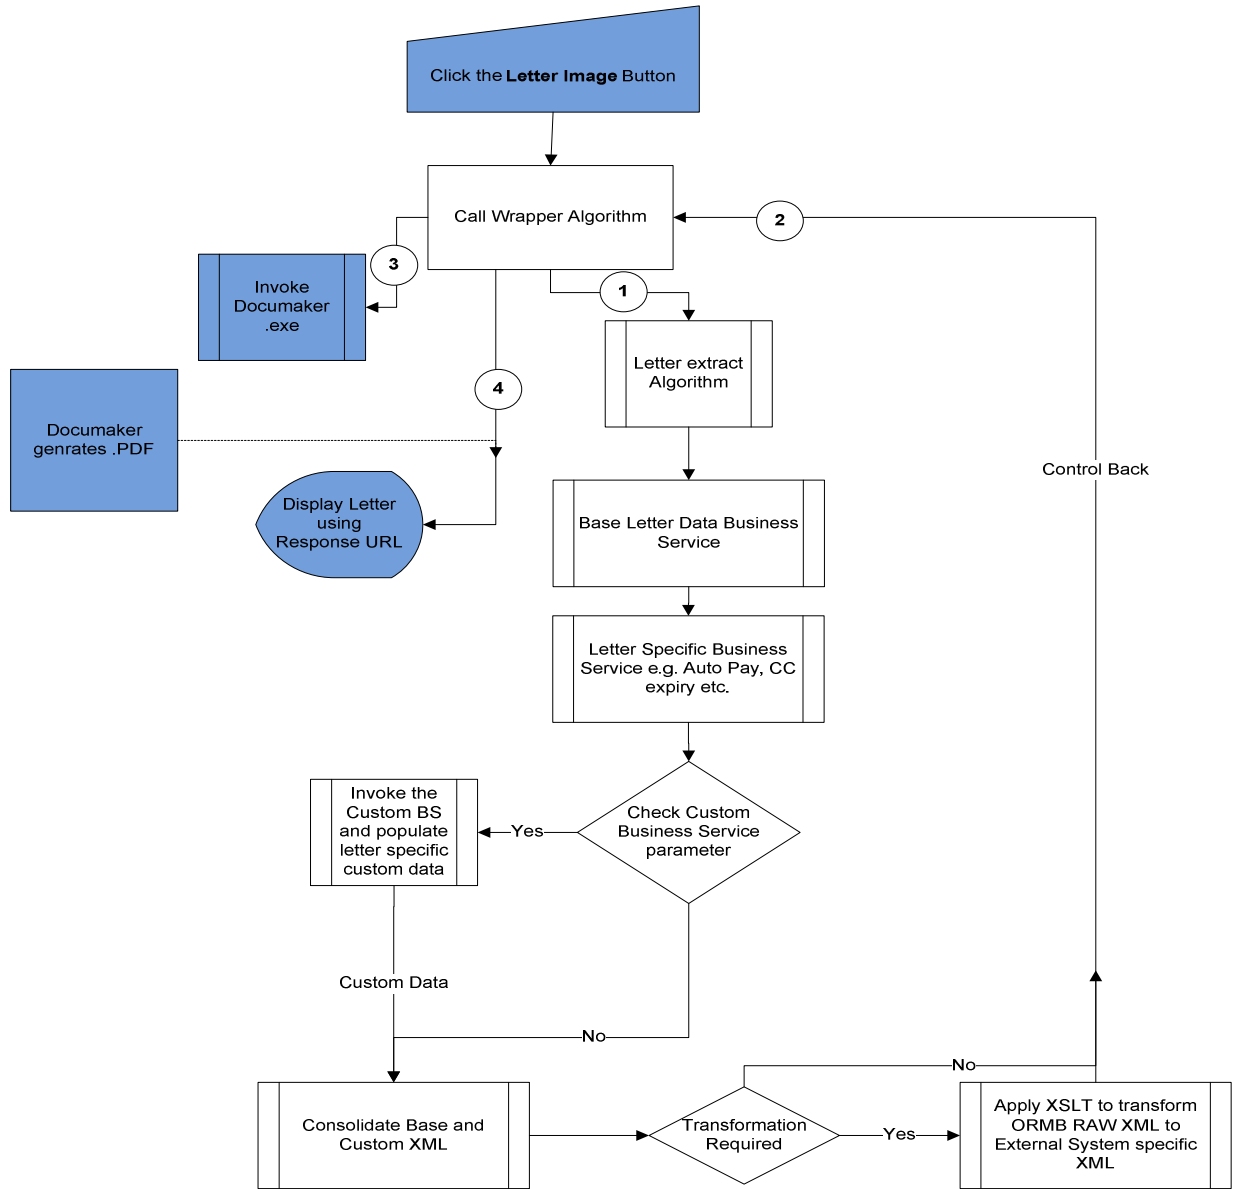 Click the Letter Image Button
Call Wrapper Algorithm
2
3
1
Invoke
Documaker
.exe
Letter extract
Algorithm
4
Documaker
genrates .PDF
Control Back
Display Letter
using
Response URL
Base Letter Data Business
Service
Letter Specific Business
Service e.g. Auto Pay, CC
expiry etc.
Check Custom
Business Service
parameter
Yes
Invoke the
Custom BS
and populate
letter specific
custom data
Custom Data
No
Consolidate Base and
Custom XML
Transformation
Required
No
Yes
Apply XSLT to transform
ORMB RAW XML to
External System specific
XML